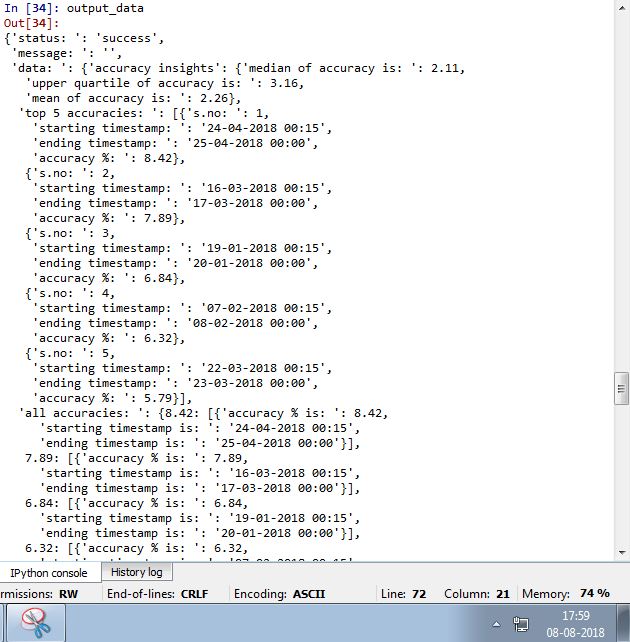 In [34]: output_data
Out[34]:
{'status: ': 'success',
'message: ': '',
'data: ': {'accuracy insights': {'median of accuracy is: ': 2.11,
'upper quartile of accuracy is: ': 3.16,
'mean of accuracy is: ': 2.26},
'top 5 accuracies: ': [{'s.no: ': 1,
'starting timestamp: ': '24-04-2018 00:15',
'ending timestamp: ': '25-04-2018 00:00',
'accuracy %: ': 8.42},
{'s.no: ': 2,
'starting timestamp: ': '16-03-2018 00:15',
'ending timestamp: ': '17-03-2018 00:00',
'accuracy %: ': 7.89},
{'s.no: ': 3,
'starting timestamp: ': '19-01-2018 00:15',
'ending timestamp: ': '20-01-2018 00:00',
'accuracy %: ': 6.84},
{'s.no: ': 4,
'starting timestamp: ': '07-02-2018 00:15',
'ending timestamp: ': '08-02-2018 00:00',
'accuracy %: ': 6.32},
{'s.no: ': 5,
'starting timestamp: ': '22-03-2018 00:15',
'ending timestamp: ': '23-03-2018 00:00',
'accuracy %: ': 5.79}],
'all accuracies: ': {8.42: [{'accuracy % is: ': 8.42,
'starting timestamp is: ': '24-04-2018 00:15',
'ending timestamp is: ': '25-04-2018 00:00'}],
7.89: [{'accuracy % is: ': 7.89,
'starting timestamp is: ': '16-03-2018 00:15',
'ending timestamp is: ': '17-03-2018 00:00'}],
6.84: [{'accuracy % is: ': 6.84,
'starting timestamp is: ': '19-01-2018 00:15',
'ending timestamp is: ': '20-01-2018 00:00'}],
6.32: [{'accuracy % is: ': 6.32,
IPython console History log
rmissions: RW End-of-lines: CRLF Encoding: ASCII Line: 72 Column: 21 Memory: 74 %
17:59
08-08-2018